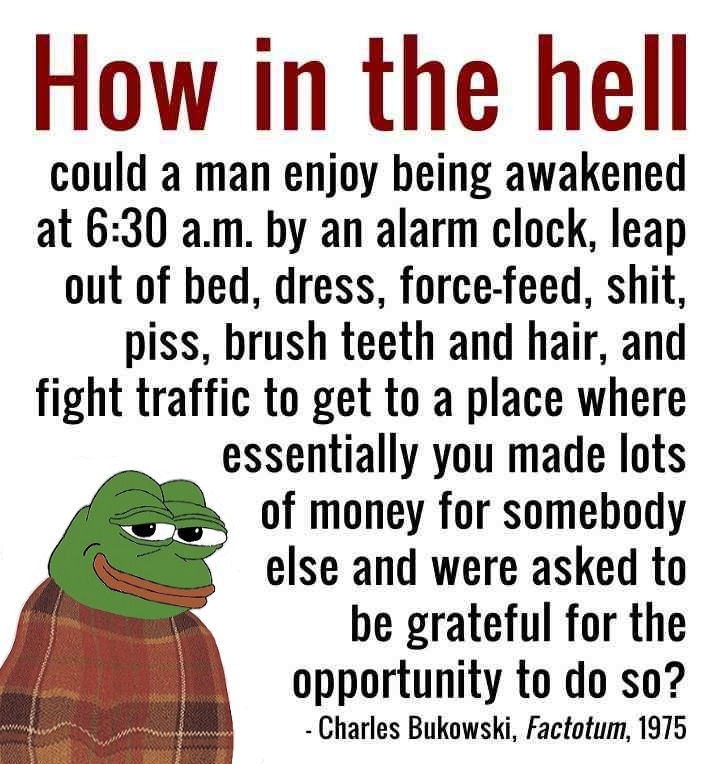 How in the hell
could a man enjoy being awakened
at 6:30 a.m. by an alarm clock, leap
out of bed, dress, force-feed, shit,
piss, brush teeth and hair, and
fight traffic to get to a place where
essentially you made lots
of money for somebody
else and were asked to
be grateful for the
opportunity to do so?
- Charles Bukowski, Factotum, 1975